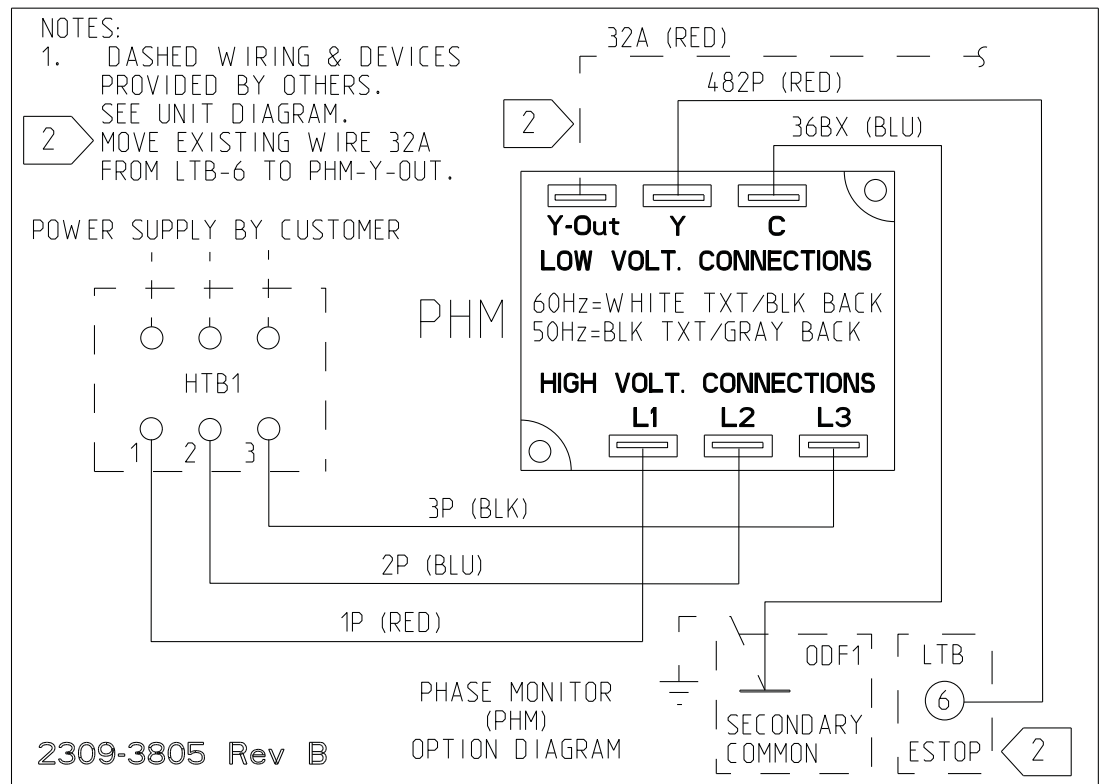 NOTES:
1. DASHED WIRING & DEVICES
PROVIDED BY OTHERS.
SEE UNIT DIAGRAM.
2 MOVE EXISTING WIRE 32A
FROM LTB-6 TO PHM-Y-OUT.
32A (RED)
482P (RED)
2
36BX (BLU)
POWER SUPPLY BY CUSTOMER
Y-Out Y C
LOW VOLT. CONNECTIONS
PHM
60Hz=WHITE TXT/BLK BACK
50Hz=BLK TXT/GRAY BACK
HTB1
HIGH VOLT. CONNECTIONS
L1 L2 L3
1 2 3
3P (BLK)
2P (BLU)
1P (RED)
ODF1
LTB
6
SECONDARY
COMMON
ESTOP
2
PHASE MONITOR
(PHM)
OPTION DIAGRAM
2309-3805 Rev B